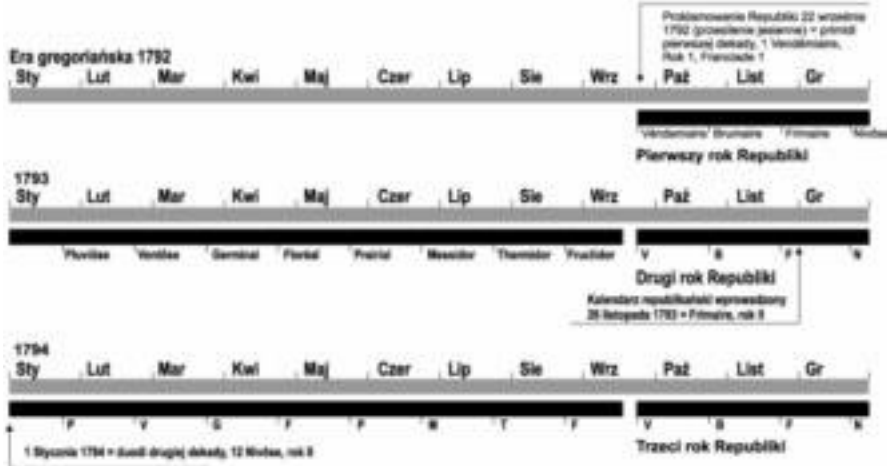 Proklamowanie Republiki 22 września
1792 (przesilenie jesienne) = primidi
pierwszej dekady, 1 Vendémiaire,
Rok 1, Franciade 1
Era gregoriańska 1792
Sty Lut Mar Kwi Maj Czer Lip Sie Wrz Paź List Gr
Vendemiaire Brumaire Frimaire Nivôse
Pierwszy rok Republiki
1793
Sty Lut Mar Kwi Maj Czer Lip Sie Wrz Paź List Gr
Pluviôse Ventôse Germinal Floréal Prairial Messidor Thermidor Fructidor V B F N
Drugi rok Republiki
Kalendarz republikański wprowadzony
26 listopada 1793 = Frimaire, rok II
1794
Sty Lut Mar Kwi Maj Czer Lip Sie Wrz Paź List Gr
P V G F P M T F V B F N
1 Stycznia 1794 = duodi drugiej dekady, 12 Nivôse, rok II
Trzeci rok Republiki